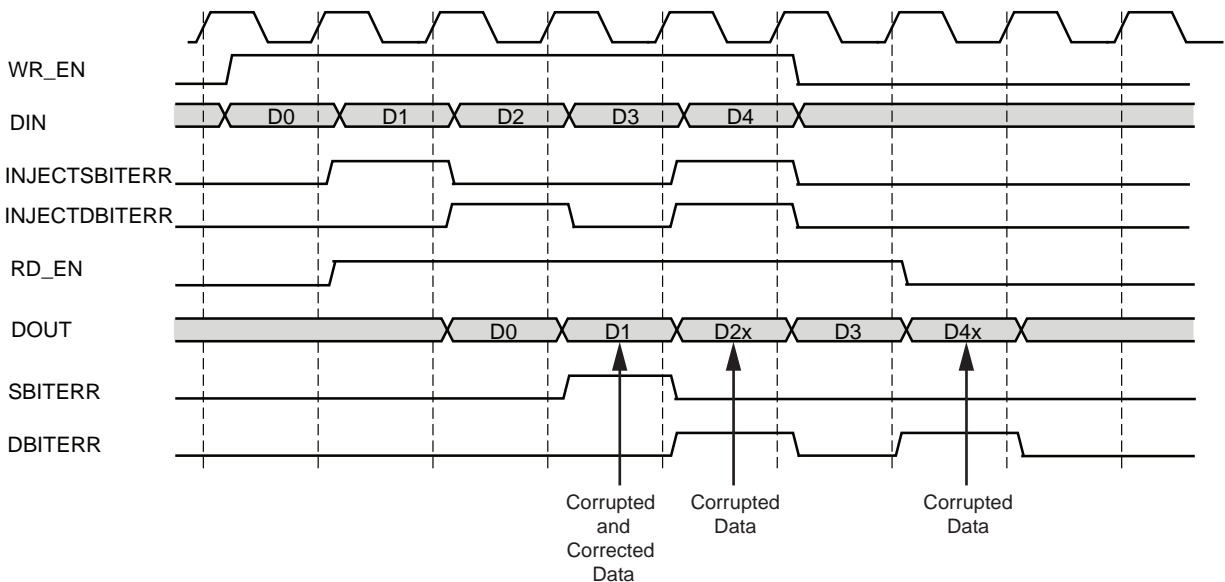 WR_EN
DIN D0 D1 D2 D3 D4
INJECTSBITERR
INJECTDBITERR
RD_EN
DOUT D0 D1 D2x D3 D4x
SBITERR
DBITERR
Corrupted
and
Corrected
Data
Corrupted
Data
Corrupted
Data